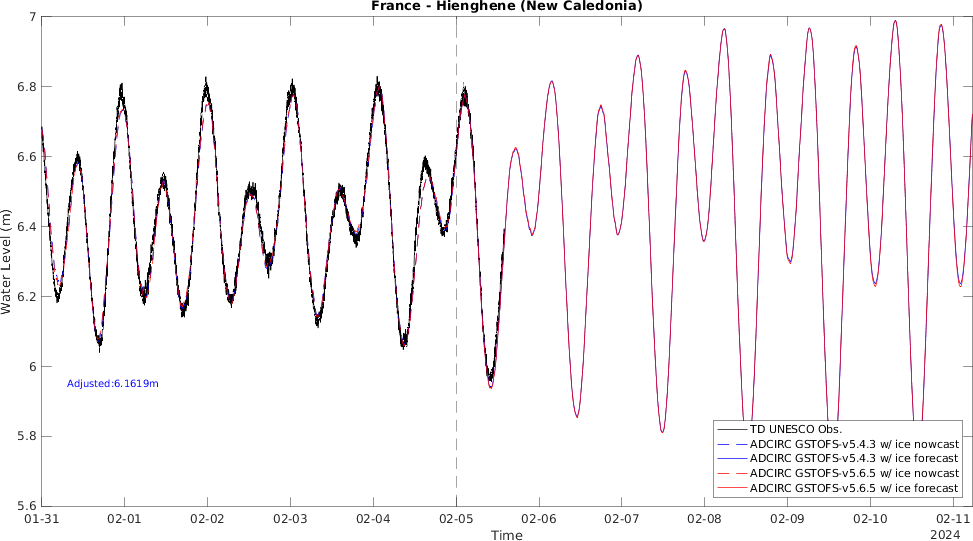 France - Hienghene (New Caledonia)
7
6.8
6.6
6.4
6.2
6
5.8
5.6
Water Level (m)
Adjusted:6.1619m
TD UNESCO Obs.
ADCIRC GSTOFS-v5.4.3 w/ ice nowcast
ADCIRC GSTOFS-v5.4.3 w/ ice forecast
ADCIRC GSTOFS-v5.6.5 w/ ice nowcast
ADCIRC GSTOFS-v5.6.5 w/ ice forecast
01-31 02-01 02-02 02-03 02-04 02-05 02-06 02-07 02-08 02-09 02-10 02-11
Time
2024